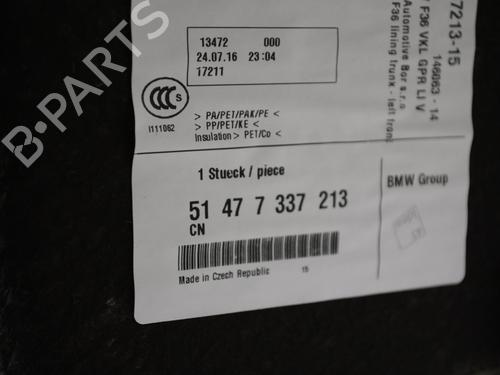 13472 000
24.07.16 23:04
17211
CCC S
I111062
> PA/PET/PAK/PE <
> PP/PET/KE <
Insulation > PET/Co <
1 Stueck / piece
51 47 7 337 213
CN
Made in Czech Republic 15
BMW Group
7213-15
146063 - 14
F36 VKL GPR LI V
Automotive Bor s.r.o.
F36 lining trunk - left front
B-PARTS